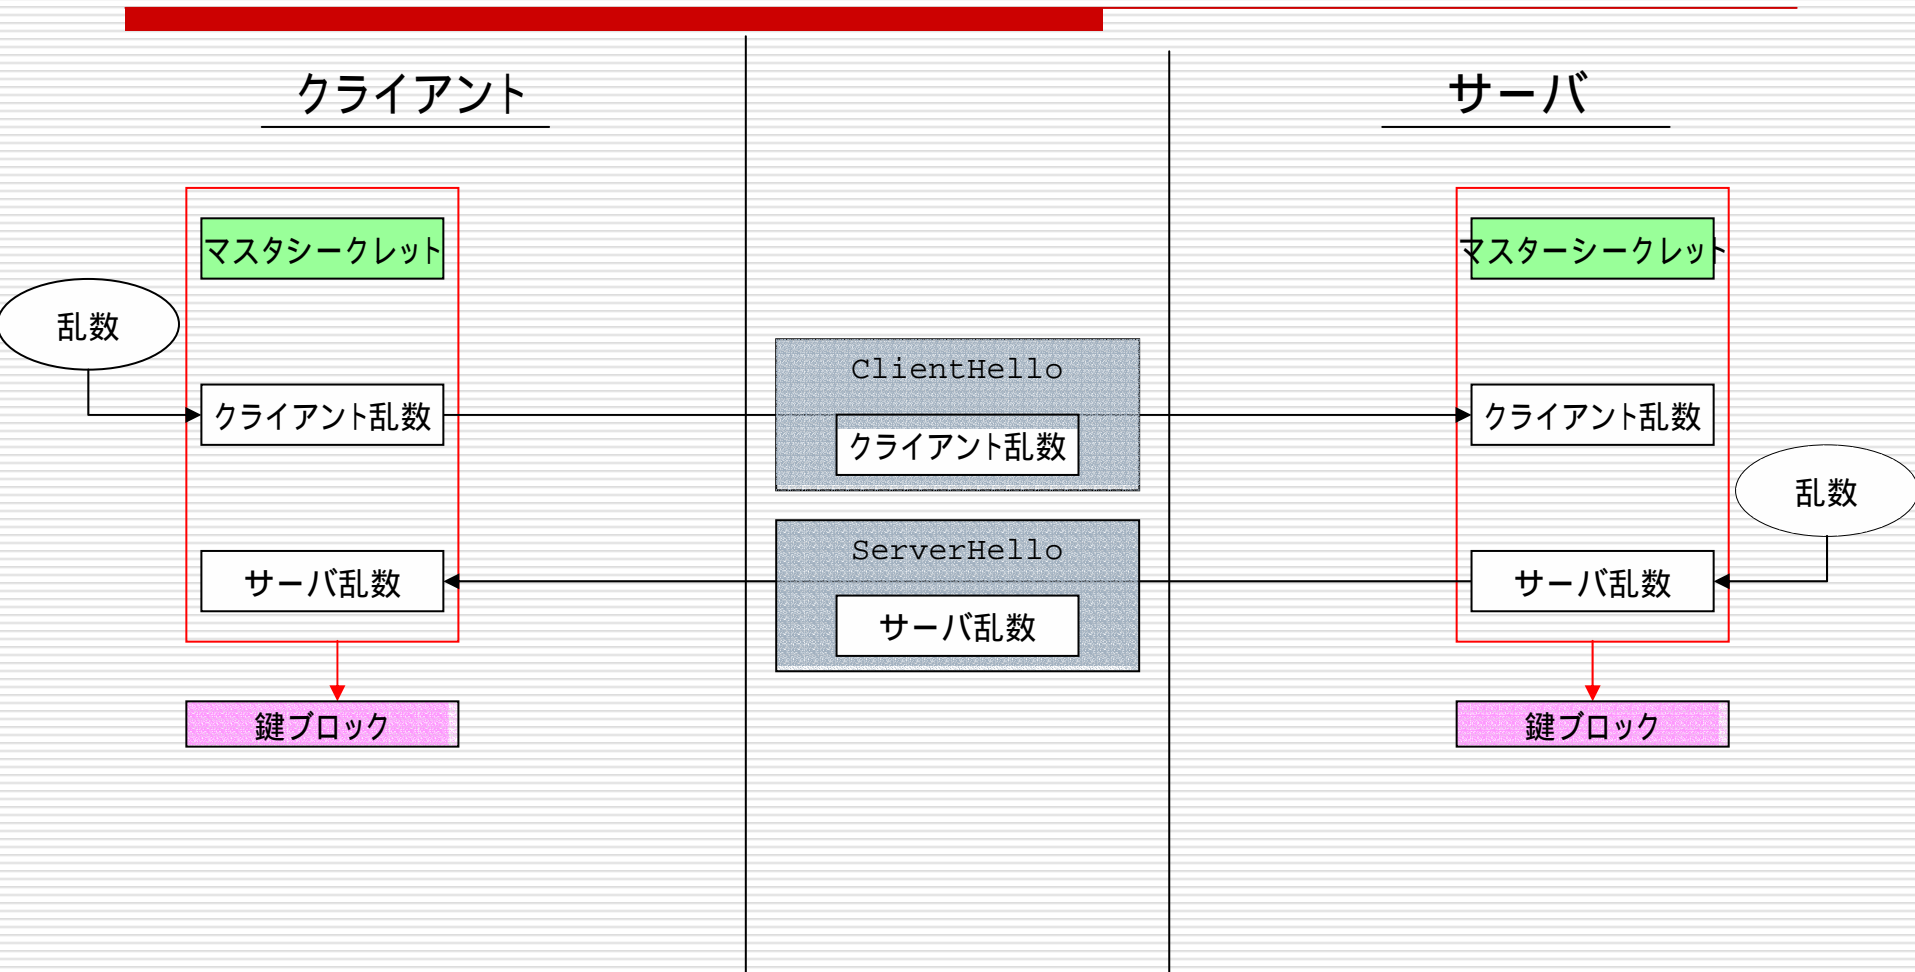 クライアント
サーバ
マスタシークレット
マスターシークレット
乱数
ClientHello
クライアント乱数
クライアント乱数
クライアント乱数
乱数
ServerHello
サーバ乱数
サーバ乱数
サーバ乱数
鍵ブロック
鍵ブロック